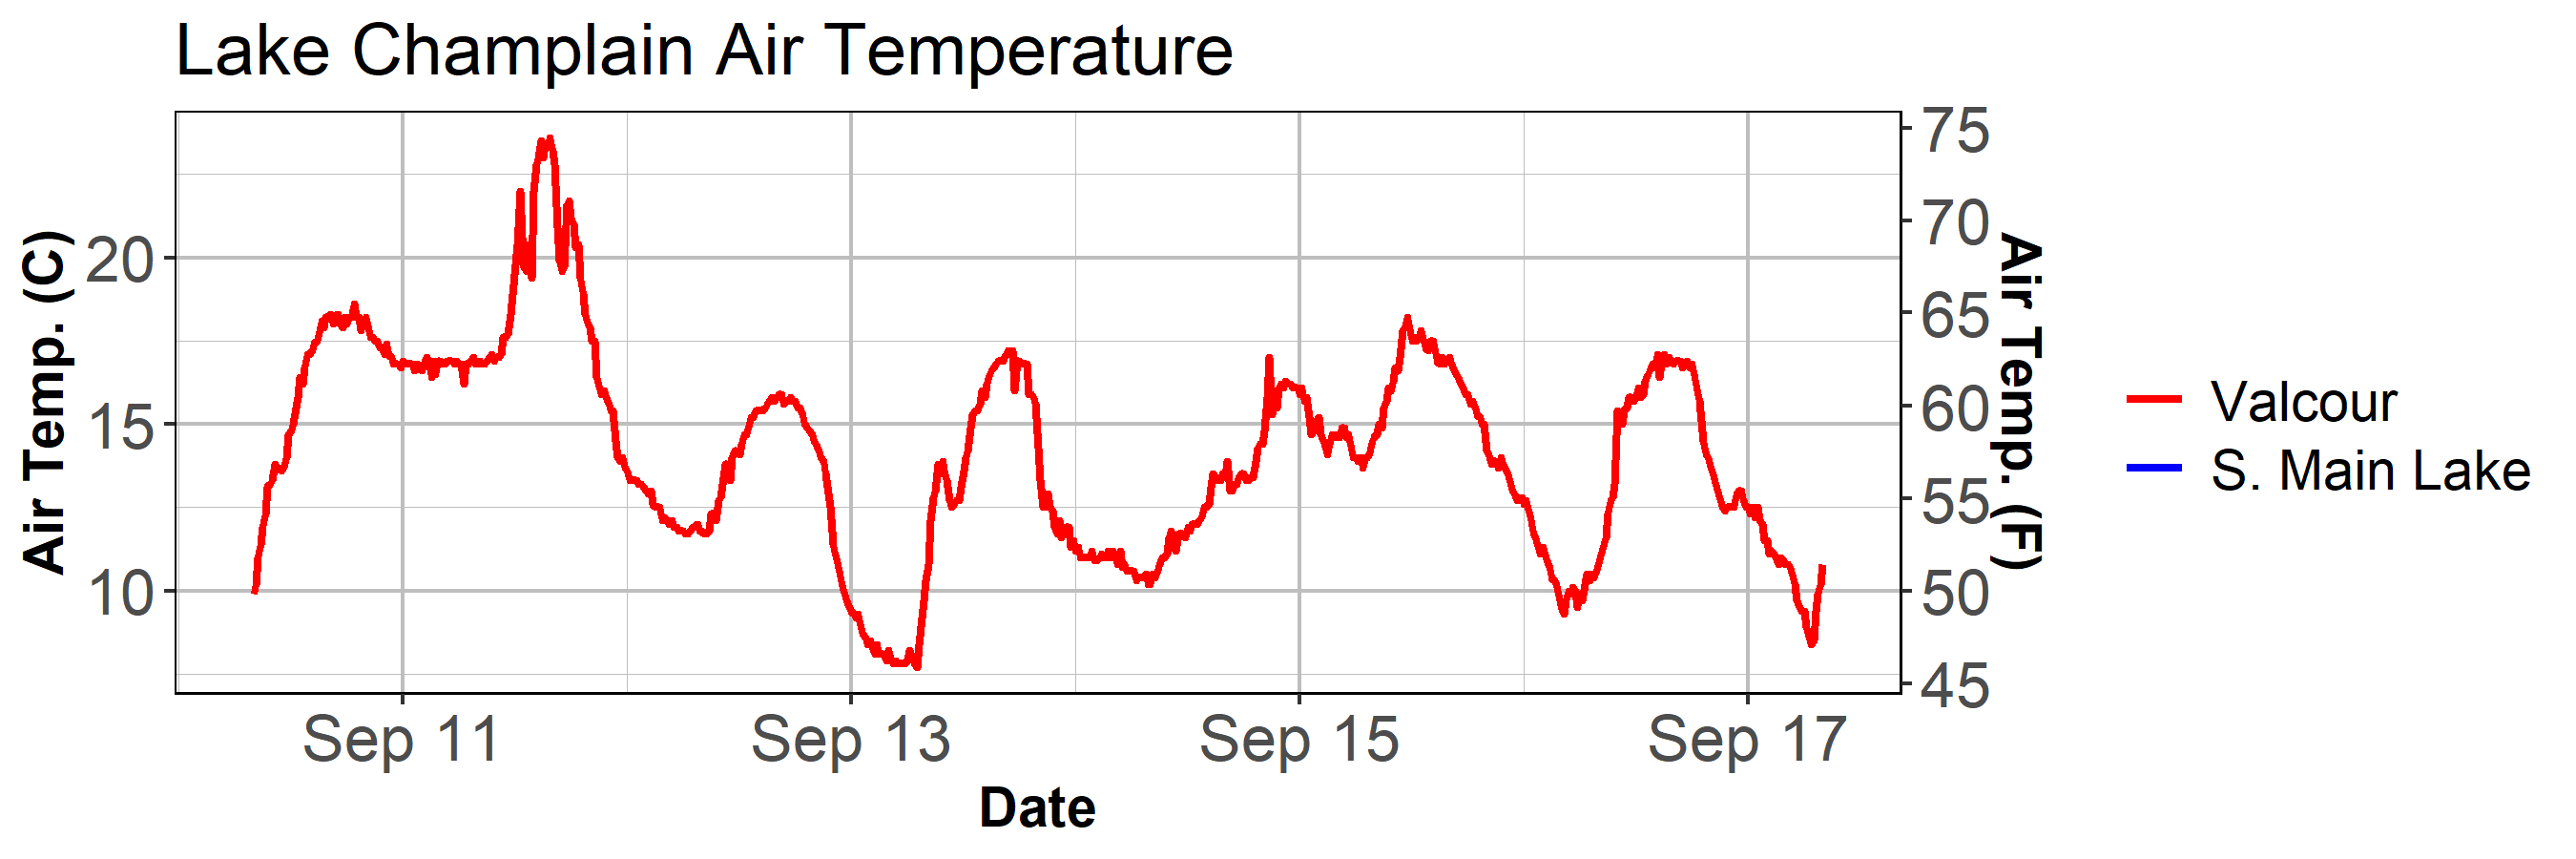 Lake Champlain Air Temperature
Air Temp. (C)
20
15
10
75
70
65
60
55
50
45
Air Temp. (F)
Sep 11
Sep 13
Sep 15
Sep 17
Date
Valcour
S. Main Lake